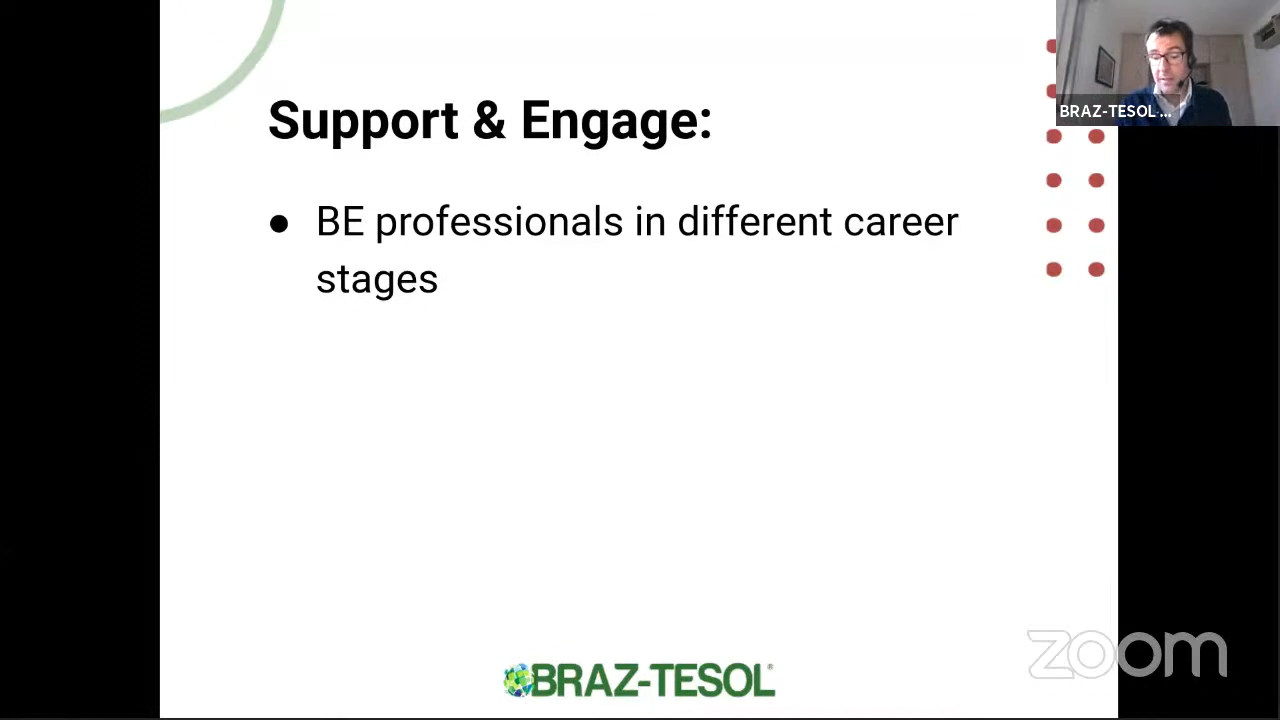 Support & Engage:
BRAZ-TESOL ...
● BE professionals in different career
stages
BRAZ-TESOL®
zoom